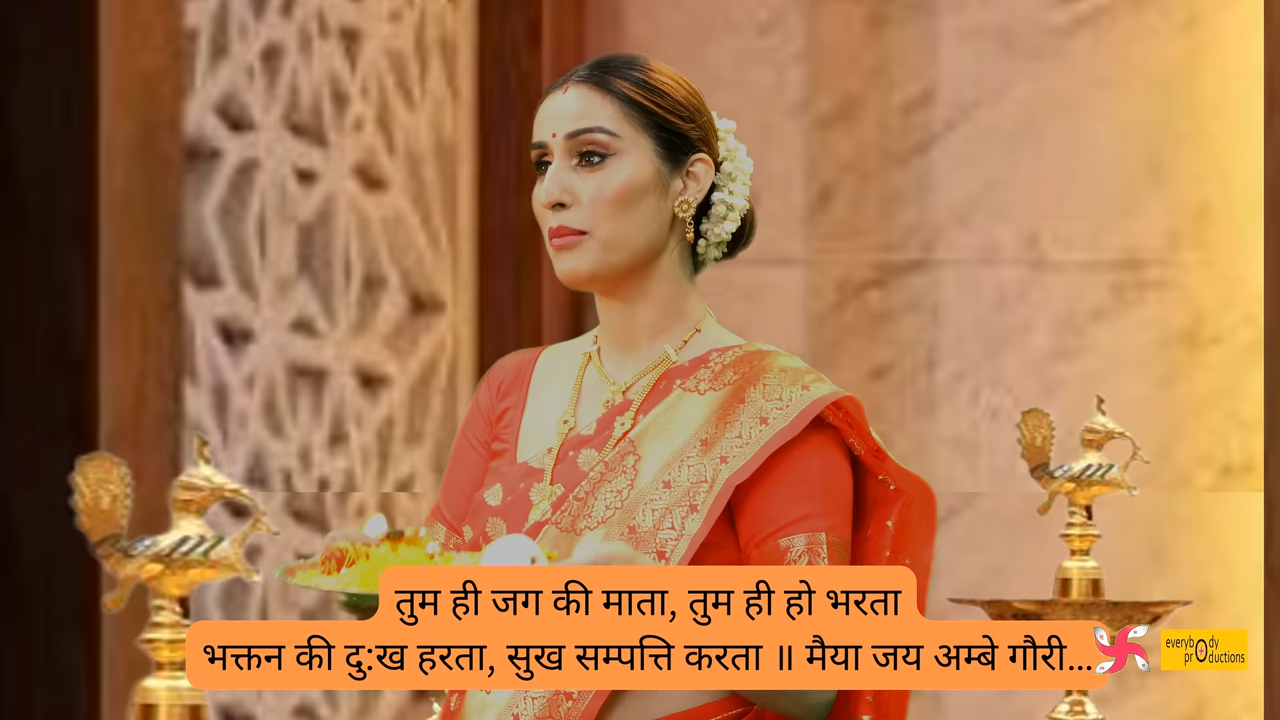 तुम ही जग की माता, तुम ही हो भरता
भक्तन की दु:ख हरता, सुख सम्पत्ति करता ॥ मैया जय अम्बे गौरी...
everybody
productions